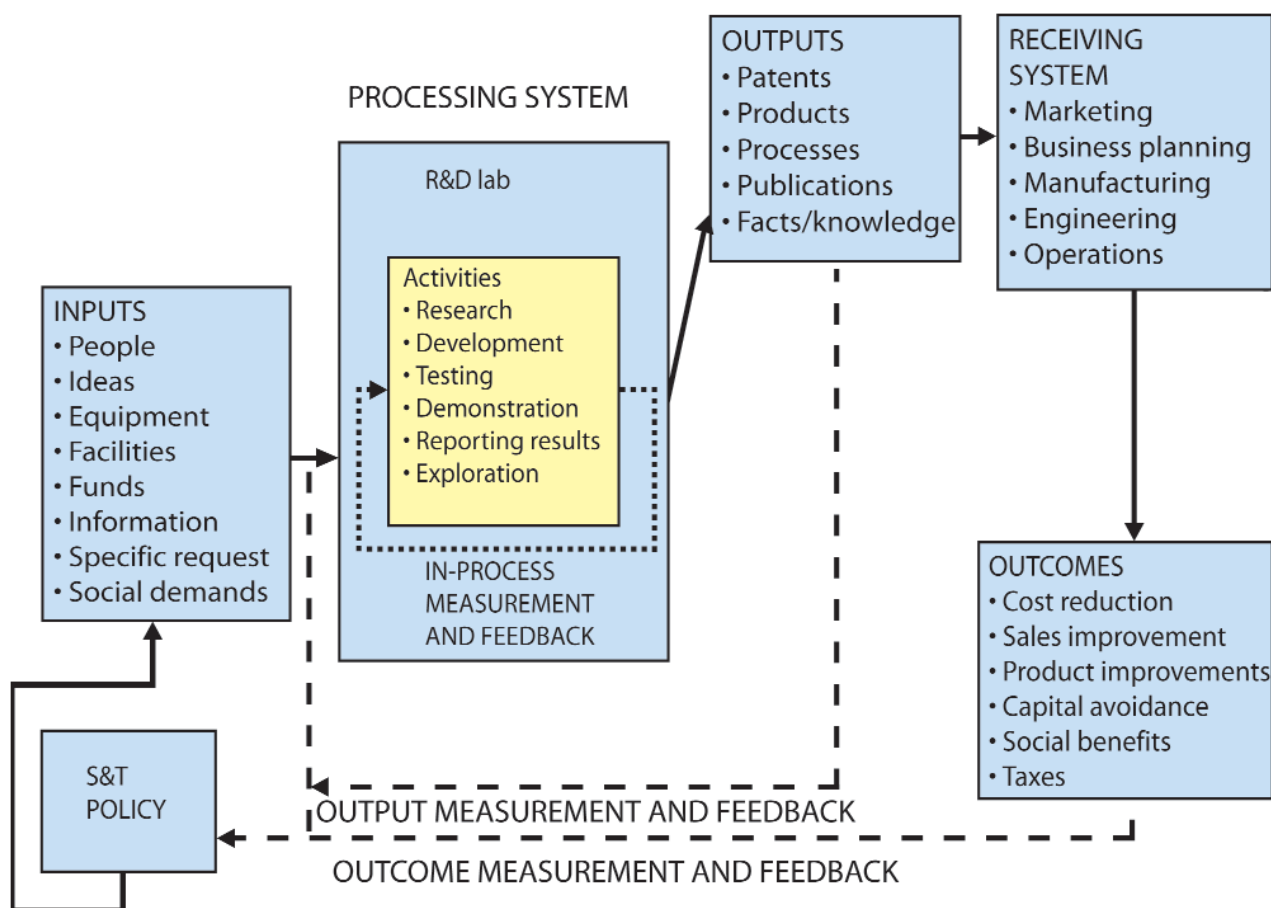 INPUTS
• People
• Ideas
• Equipment
• Facilities
• Funds
• Information
• Specific request
• Social demands
PROCESSING SYSTEM
R&D lab
Activities
• Research
• Development
• Testing
• Demonstration
• Reporting results
• Exploration
IN-PROCESS
MEASUREMENT
AND FEEDBACK
OUTPUTS
• Patents
• Products
• Processes
• Publications
• Facts/knowledge
RECEIVING
SYSTEM
• Marketing
• Business planning
• Manufacturing
• Engineering
• Operations
OUTCOMES
• Cost reduction
• Sales improvement
• Product improvements
• Capital avoidance
• Social benefits
• Taxes
S&T
POLICY
OUTPUT MEASUREMENT AND FEEDBACK
OUTCOME MEASUREMENT AND FEEDBACK